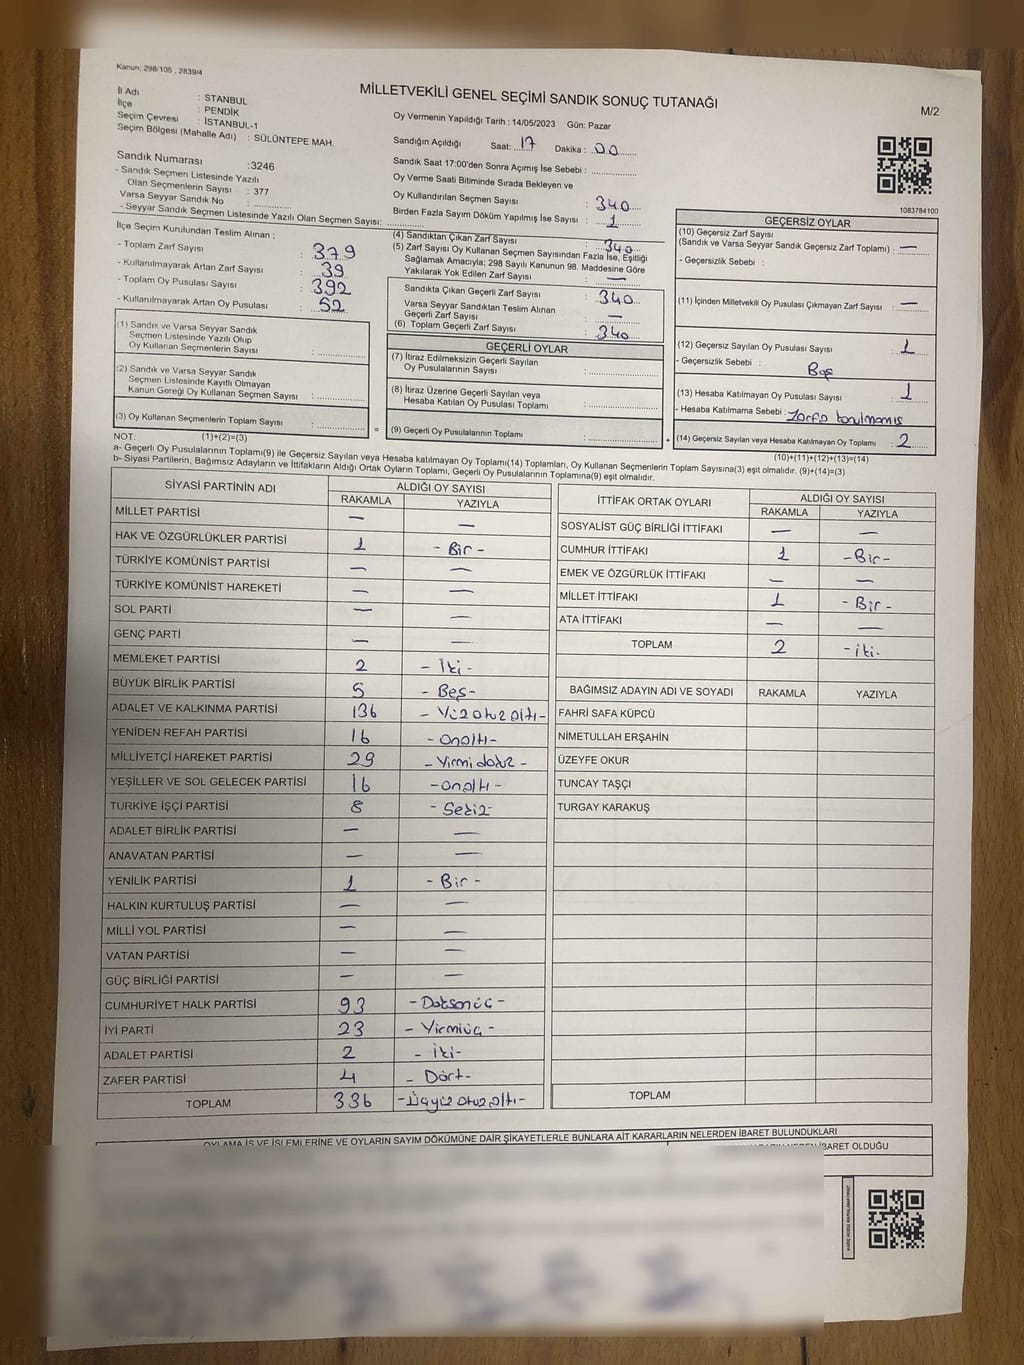 Kanun: 298/105 , 2839/4
MİLLETVEKİLİ GENEL SEÇİMİ SANDIK SONUÇ TUTANAĞI
M/2
İl Adı : STANBUL
İlçe : PENDİK
Seçim Çevresi : İSTANBUL-1
Seçim Bölgesi (Mahalle Adı) : SÜLÜNTEPE MAH.
Sandık Numarası :3246
- Sandık Seçmen Listesinde Yazılı
Olan Seçmenlerin Sayısı : 377
Varsa Seyyar Sandık No :
- Seyyar Sandık Seçmen Listesinde Yazılı Olan Seçmen Sayısı:
Oy Vermenin Yapıldığı Tarih : 14/05/2023 Gün: Pazar
Sandığın Açıldığı Saat: 17 Dakika : 00
Sandık Saat 17:00'den Sonra Açılmış İse Sebebi :
Oy Verme Saati Bitiminde Sırada Bekleyen ve
Oy Kullandırılan Seçmen Sayısı : 340
Birden Fazla Sayım Döküm Yapılmış İse Sayısı : 1
1083784100
İlçe Seçim Kurulundan Teslim Alınan ;
- Toplam Zarf Sayısı : 379
- Kullanılmayarak Artan Zarf Sayısı : 39
- Toplam Oy Pusulası Sayısı : 392
- Kullanılmayarak Artan Oy Pusulası : 52
(4) Sandıktan Çıkan Zarf Sayısı : 340
(5) Zarf Sayısı Oy Kullanan Seçmen Sayısından Fazla İse, Eşitliği
Sağlamak Amacıyla; 298 Sayılı Kanunun 98. Maddesine Göre
Yakılarak Yok Edilen Zarf Sayısı : —
Sandıkta Çıkan Geçerli Zarf Sayısı : 340
Varsa Seyyar Sandıktan Teslim Alınan
Geçerli Zarf Sayısı : —
(6) Toplam Geçerli Zarf Sayısı : 340
GEÇERSİZ OYLAR
(10) Geçersiz Zarf Sayısı
(Sandık ve Varsa Seyyar Sandık Geçersiz Zarf Toplamı) : —
- Geçersizlik Sebebi :
(11) İçinden Milletvekili Oy Pusulası Çıkmayan Zarf Sayısı : —
(12) Geçersiz Sayılan Oy Pusulası Sayısı : 1
- Geçersizlik Sebebi : Boş
(13) Hesaba Katılmayan Oy Pusulası Sayısı : 1
- Hesaba Katılmama Sebebi : Zarfa konulmamış
(14) Geçersiz Sayılan veya Hesaba Katılmayan Oy Toplamı : 2
(10)+(11)+(12)+(13)=(14)
(1) Sandık ve Varsa Seyyar Sandık
Seçmen Listesinde Yazılı Olup
Oy Kullanan Seçmenlerin Sayısı :
(2) Sandık ve Varsa Seyyar Sandık
Seçmen Listesinde Kayıtlı Olmayan
Kanun Gereği Oy Kullanan Seçmen Sayısı :
(3) Oy Kullanan Seçmenlerin Toplam Sayısı :
(1)+(2)=(3)
=
GEÇERLİ OYLAR
(7) İtiraz Edilmeksizin Geçerli Sayılan
Oy Pusulalarının Sayısı :
(8) İtiraz Üzerine Geçerli Sayılan veya
Hesaba Katılan Oy Pusulası Toplamı :
(9) Geçerli Oy Pusulalarının Toplamı :
+
NOT:
a- Geçerli Oy Pusulalarının Toplamı(9) ile Geçersiz Sayılan veya Hesaba katılmayan Oy Toplamı(14) Toplamları, Oy Kullanan Seçmenlerin Toplam Sayısına(3) eşit olmalıdır. (9)+(14)=(3)
b- Siyasi Partilerin, Bağımsız Adayların ve İttifakların Aldığı Ortak Oyların Toplamı, Geçerli Oy Pusulalarının Toplamına(9) eşit olmalıdır.
SİYASİ PARTİNİN ADI ALDIĞI OY SAYISI
RAKAMLA YAZIYLA
MİLLET PARTİSİ — —
HAK VE ÖZGÜRLÜKLER PARTİSİ 1 - Bir -
TÜRKİYE KOMÜNİST PARTİSİ — —
TÜRKİYE KOMÜNİST HAREKETİ — —
SOL PARTİ — —
GENÇ PARTİ — —
MEMLEKET PARTİSİ 2 - İki -
BÜYÜK BİRLİK PARTİSİ 5 - Beş -
ADALET VE KALKINMA PARTİSİ 136 - Yüzotuzaltı -
YENİDEN REFAH PARTİSİ 16 - Onaltı -
MİLLİYETÇİ HAREKET PARTİSİ 29 - Yirmidokuz -
YEŞİLLER VE SOL GELECEK PARTİSİ 16 - Onaltı -
TÜRKİYE İŞÇİ PARTİSİ 8 - Sekiz -
ADALET BİRLİK PARTİSİ — —
ANAVATAN PARTİSİ — —
YENİLİK PARTİSİ 1 - Bir -
HALKIN KURTULUŞ PARTİSİ — —
MİLLİ YOL PARTİSİ — —
VATAN PARTİSİ — —
GÜÇ BİRLİĞİ PARTİSİ — —
CUMHURİYET HALK PARTİSİ 93 - Doksanüç -
İYİ PARTİ 23 - Yirmiüç -
ADALET PARTİSİ 2 - İki -
ZAFER PARTİSİ 4 - Dört -
TOPLAM 336 - Üçyüzotuzaltı -
İTTİFAK ORTAK OYLARI ALDIĞI OY SAYISI
RAKAMLA YAZIYLA
SOSYALİST GÜÇ BİRLİĞİ İTTİFAKI — —
CUMHUR İTTİFAKI 1 - Bir -
EMEK VE ÖZGÜRLÜK İTTİFAKI — —
MİLLET İTTİFAKI 1 - Bir -
ATA İTTİFAKI — —
TOPLAM 2 - iki -
BAĞIMSIZ ADAYIN ADI VE SOYADI RAKAMLA YAZIYLA
FAHRİ SAFA KÜPCÜ
NİMETULLAH ERŞAHİN
ÜZEYFE OKUR
TUNCAY TAŞÇI
TURGAY KARAKUŞ
TOPLAM
OYLAMA İŞ VE İŞLEMLERİNE VE OYLARIN SAYIM DÖKÜMÜNE DAİR ŞİKAYETLERLE BUNLARA AİT KARARLARIN NELERDEN İBARET BULUNDUKLARI
İBARET OLDUĞU